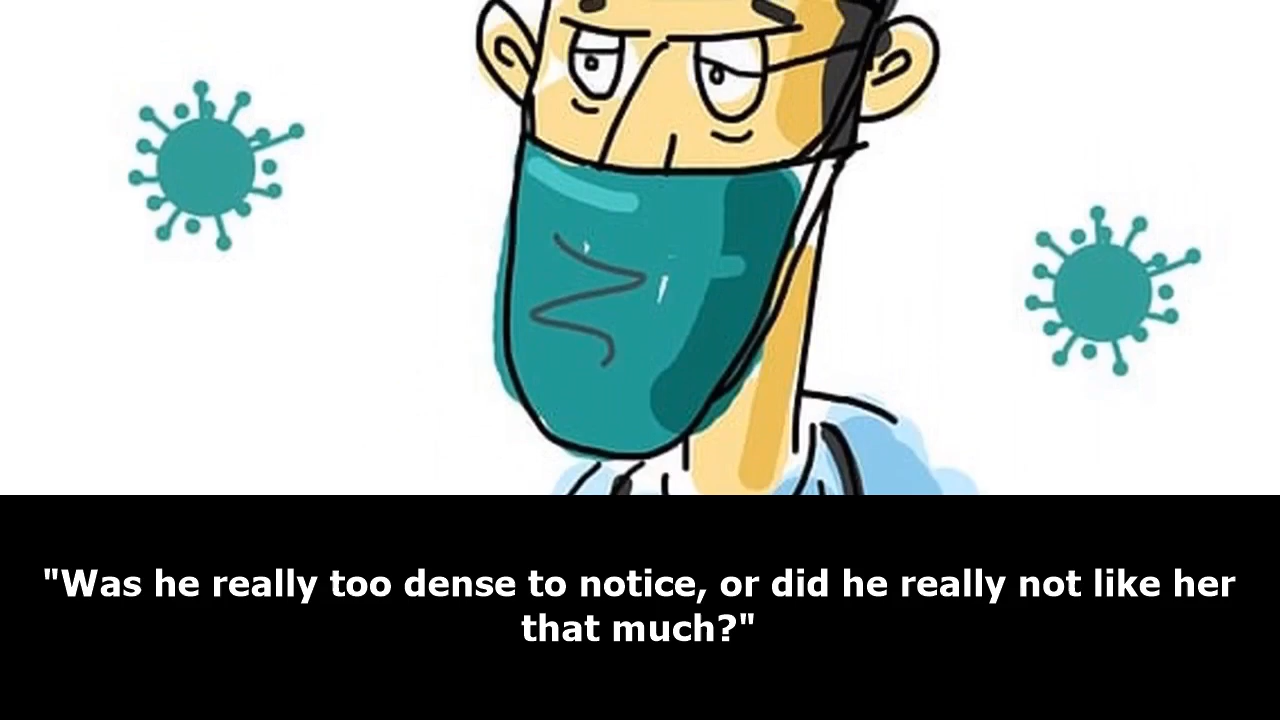 "Was he really too dense to notice, or did he really not like her
that much?"